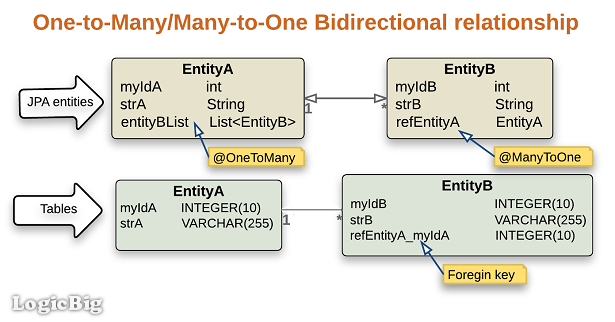 One-to-Many/Many-to-One Bidirectional relationship
JPA entities
EntityA
myIdA int
strA String
entityBList List<EntityB>
@OneToMany
1
*
EntityB
myIdB int
strB String
refEntityA EntityA
@ManyToOne
Tables
EntityA
myIdA INTEGER(10)
strA VARCHAR(255)
1
*
EntityB
myIdB INTEGER(10)
strB VARCHAR(255)
refEntityA_myIdA INTEGER(10)
Foregin key
LogicBig